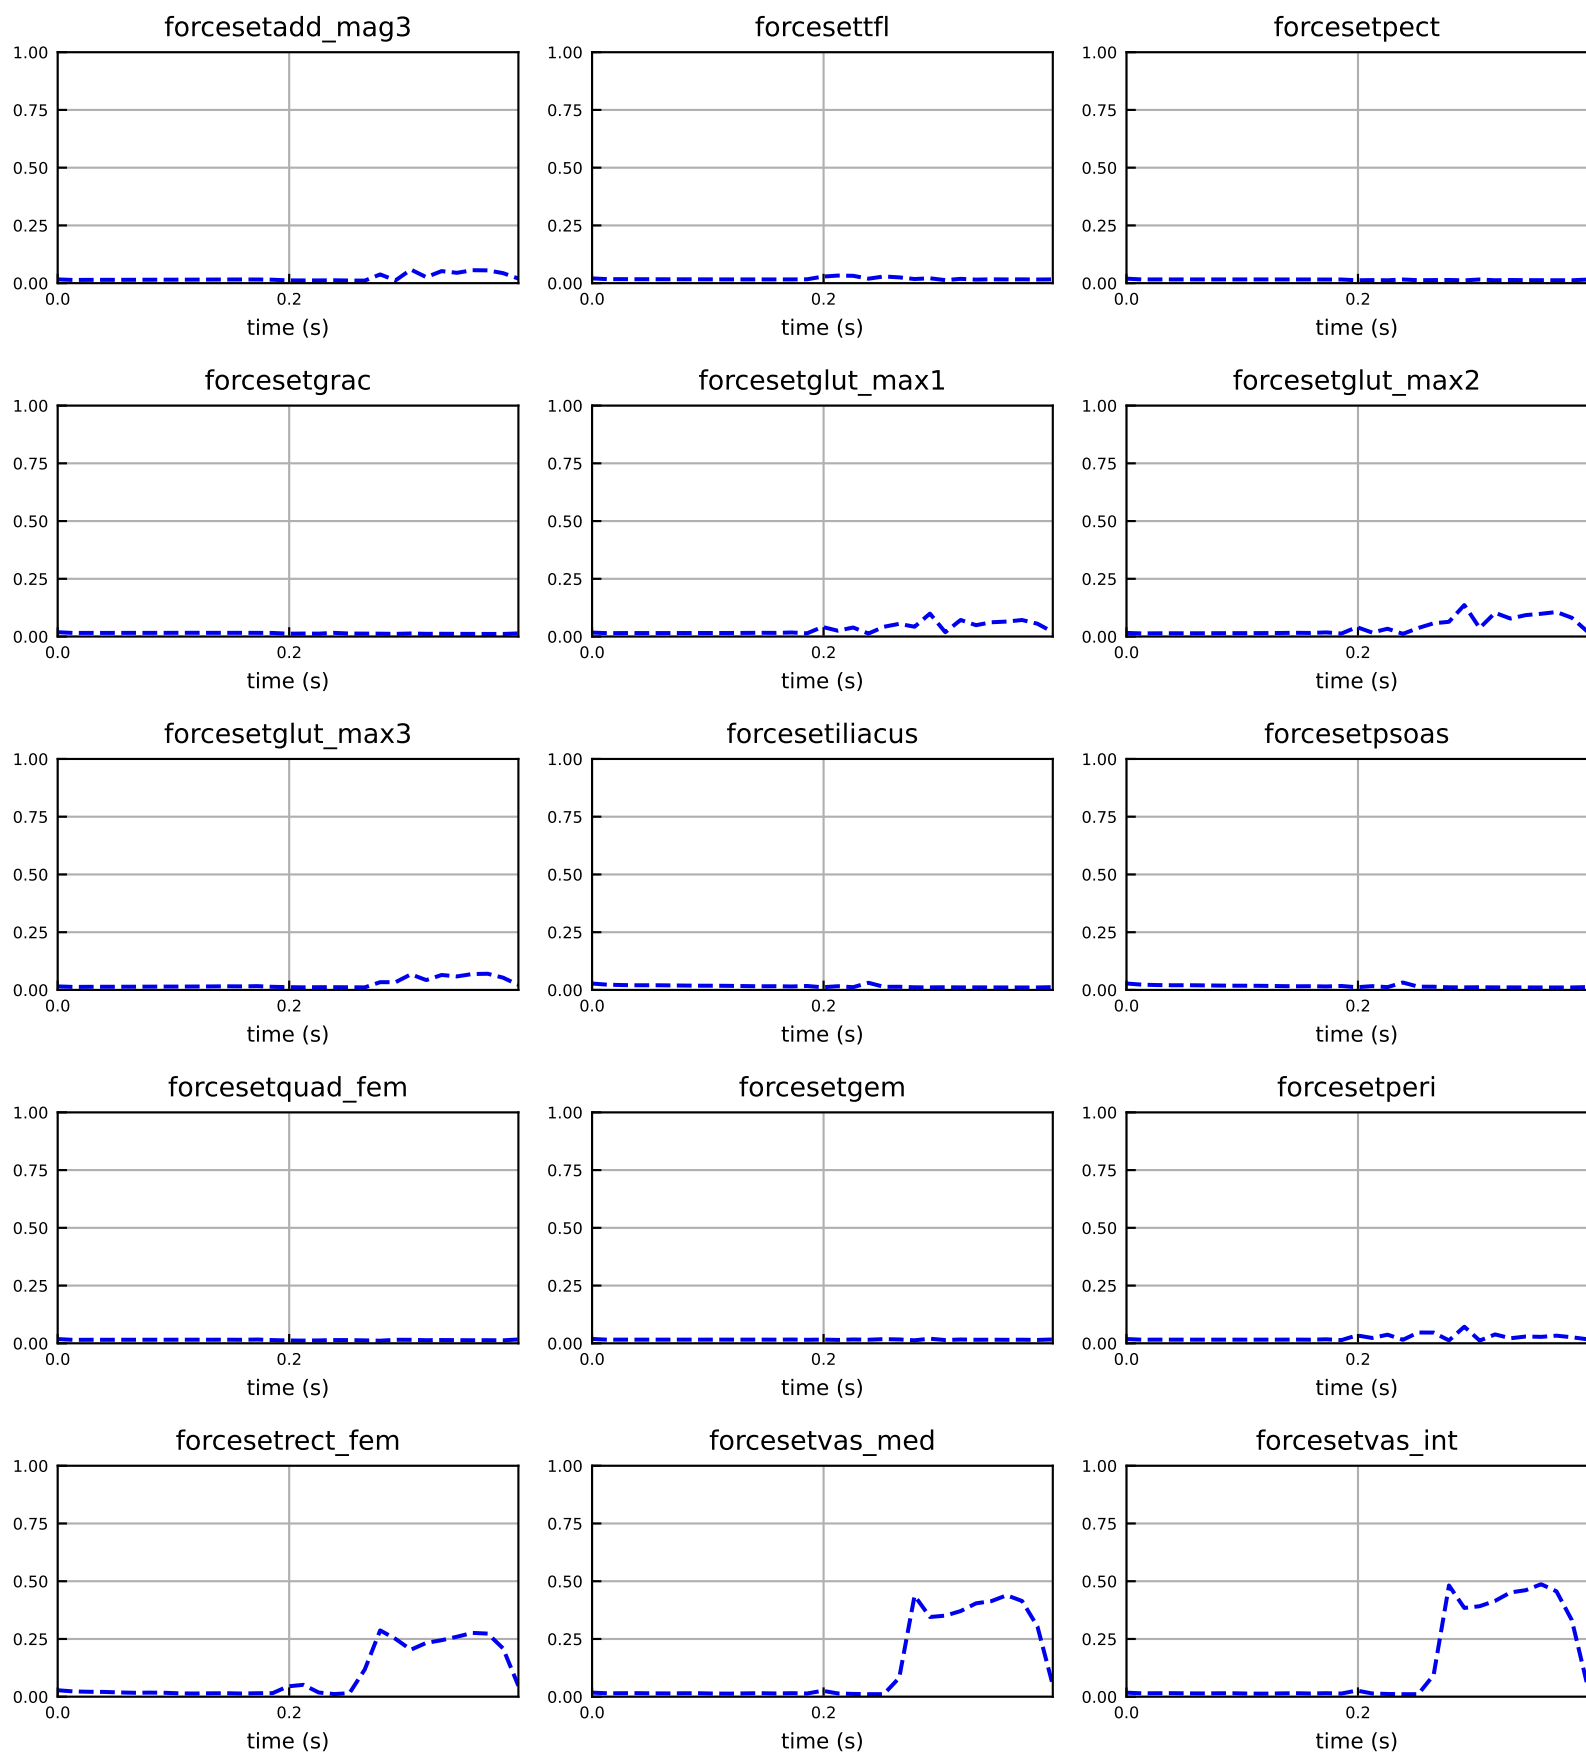 forcesetadd_mag3 forcesettfl forcesetpect
1.00 1.00 1.00
0.75 0.75 0.75
0.50 0.50 0.50
0.25 0.25 0.25
0.00 0.00 0.00
0.0 0.2 0.0 0.2 0.0 0.2
time (s) time (s) time (s)
forcesetgrac forcesetglut_max1 forcesetglut_max2
1.00 1.00 1.00
0.75 0.75 0.75
0.50 0.50 0.50
0.25 0.25 0.25
0.00 0.00 0.00
0.0 0.2 0.0 0.2 0.0 0.2
time (s) time (s) time (s)
forcesetglut_max3 forcesetiliacus forcesetpsoas
1.00 1.00 1.00
0.75 0.75 0.75
0.50 0.50 0.50
0.25 0.25 0.25
0.00 0.00 0.00
0.0 0.2 0.0 0.2 0.0 0.2
time (s) time (s) time (s)
forcesetquad_fem forcesetgem forcesetperi
1.00 1.00 1.00
0.75 0.75 0.75
0.50 0.50 0.50
0.25 0.25 0.25
0.00 0.00 0.00
0.0 0.2 0.0 0.2 0.0 0.2
time (s) time (s) time (s)
forcesetrect_fem forcesetvas_med forcesetvas_int
1.00 1.00 1.00
0.75 0.75 0.75
0.50 0.50 0.50
0.25 0.25 0.25
0.00 0.00 0.00
0.0 0.2 0.0 0.2 0.0 0.2
time (s) time (s) time (s)